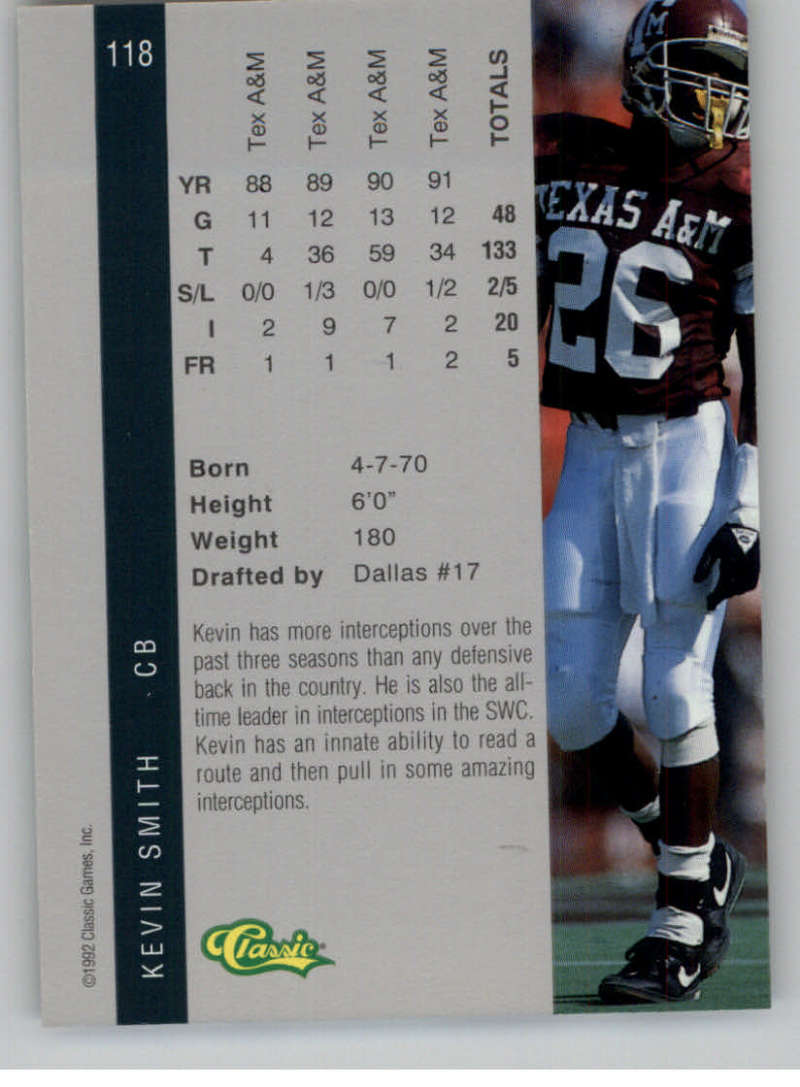 118
Tex A&M Tex A&M Tex A&M Tex A&M TOTALS
YR 88 89 90 91
G 11 12 13 12 48
T 4 36 59 34 133
S/L 0/0 1/3 0/0 1/2 2/5
I 2 9 7 2 20
FR 1 1 1 2 5
Born 4-7-70
Height 6'0"
Weight 180
Drafted by Dallas #17
Kevin has more interceptions over the
past three seasons than any defensive
back in the country. He is also the all-
time leader in interceptions in the SWC.
Kevin has an innate ability to read a
route and then pull in some amazing
interceptions.
KEVIN SMITH · CB
©1992 Classic Games, Inc.
Classic®
TEXAS A&M
26